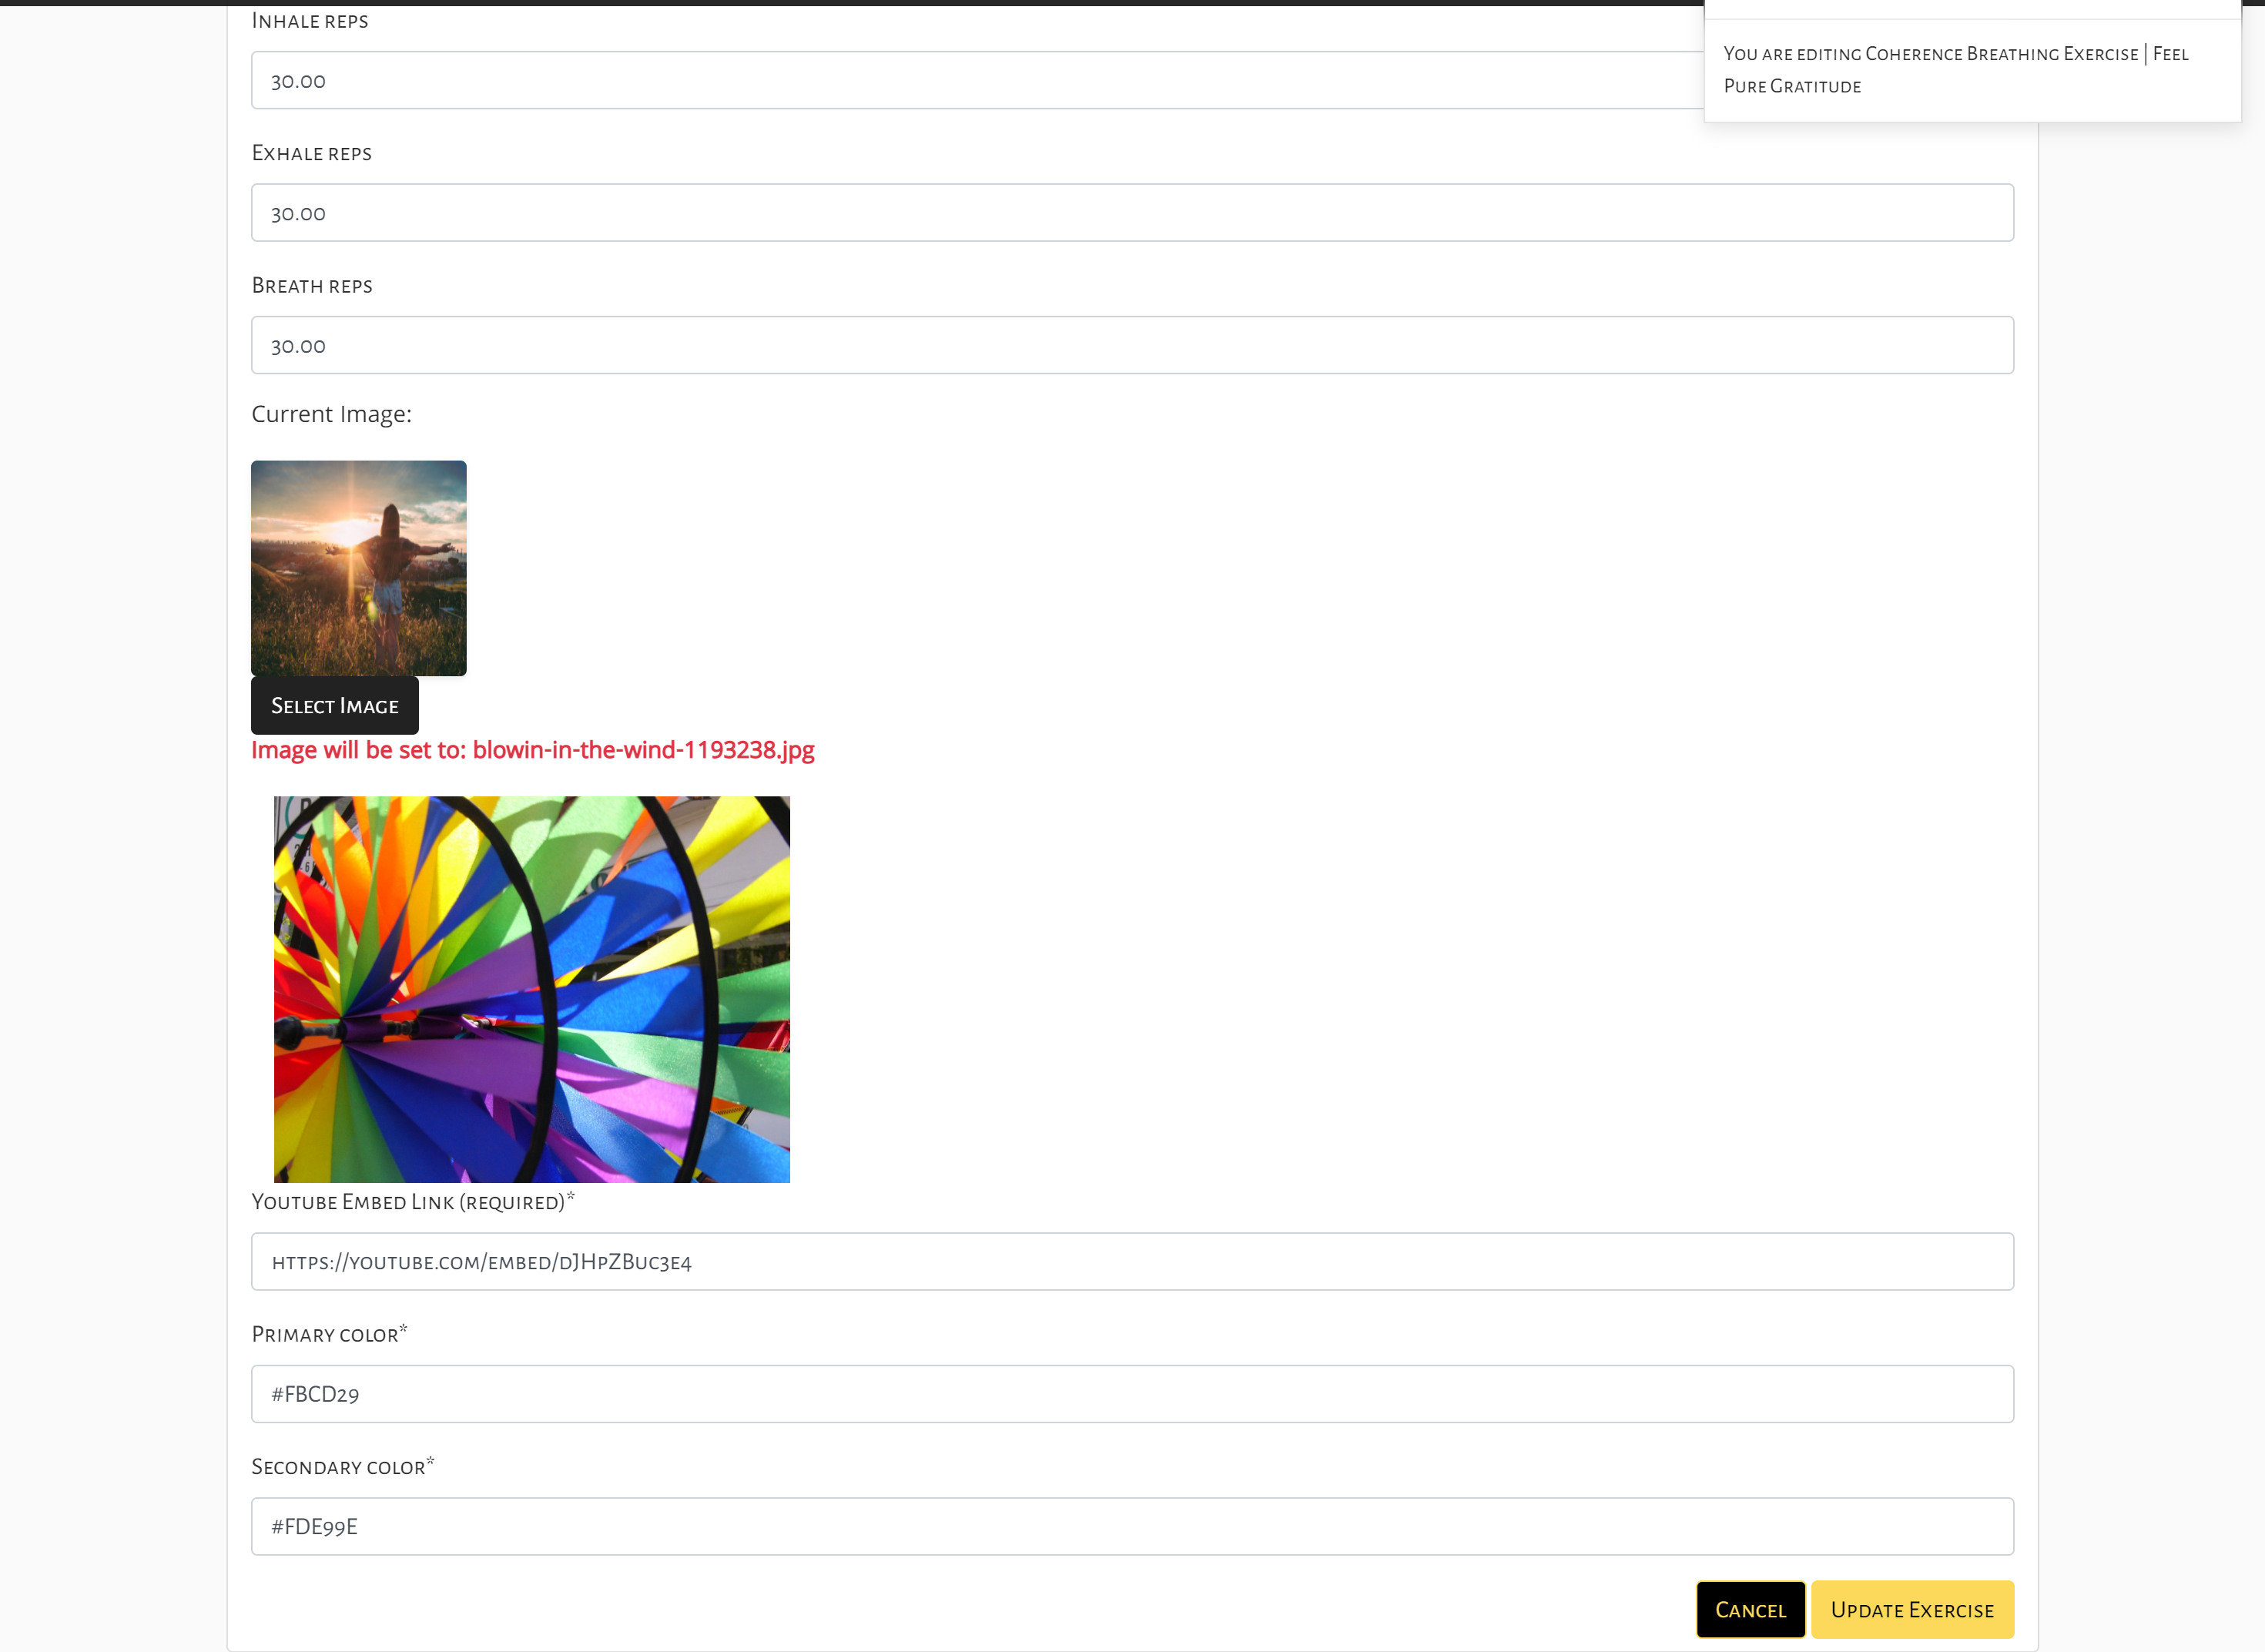 Inhale reps
You are editing Coherence Breathing Exercise | Feel
Pure Gratitude
30.00
Exhale reps
30.00
Breath reps
30.00
Current Image:
Select Image
Image will be set to: blowin-in-the-wind-1193238.jpg
Youtube Embed Link (required)*
https://youtube.com/embed/dJHpZBuc3e4
Primary color*
#FBCD29
Secondary color*
#FDE99E
Cancel
Update Exercise